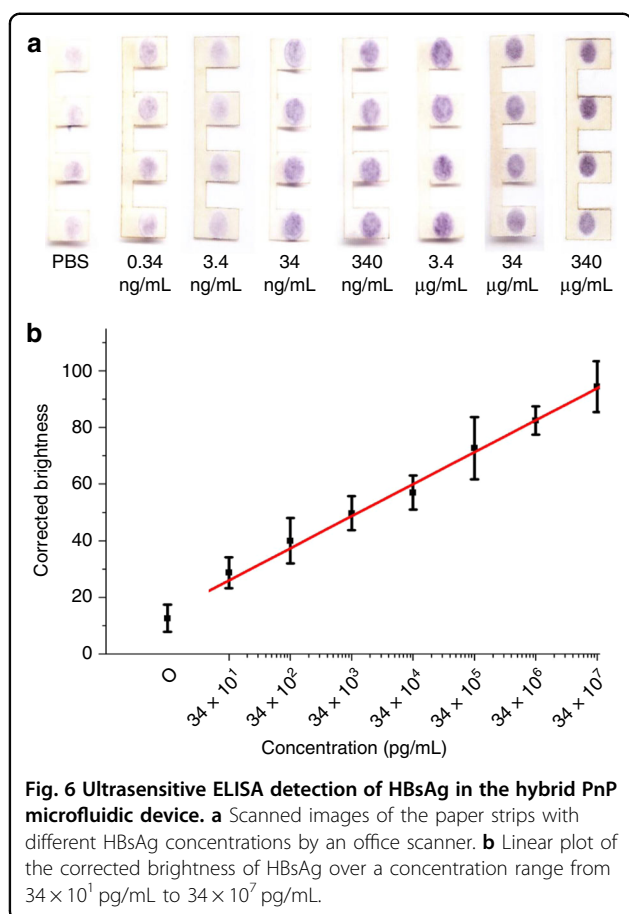 a
PBS
0.34
ng/mL
3.4
ng/mL
34
ng/mL
340
ng/mL
3.4
μg/mL
34
μg/mL
340
μg/mL
b
100
80
60
40
20
0
Corrected brightness
O
34 × 10¹
34 × 10²
34 × 10³
34 × 10⁴
34 × 10⁵
34 × 10⁶
34 × 10⁷
Concentration (pg/mL)
Fig. 6 Ultrasensitive ELISA detection of HBsAg in the hybrid PnP
microfluidic device. a Scanned images of the paper strips with
different HBsAg concentrations by an office scanner. b Linear plot of
the corrected brightness of HBsAg over a concentration range from
34 × 10¹ pg/mL to 34 × 10⁷ pg/mL.